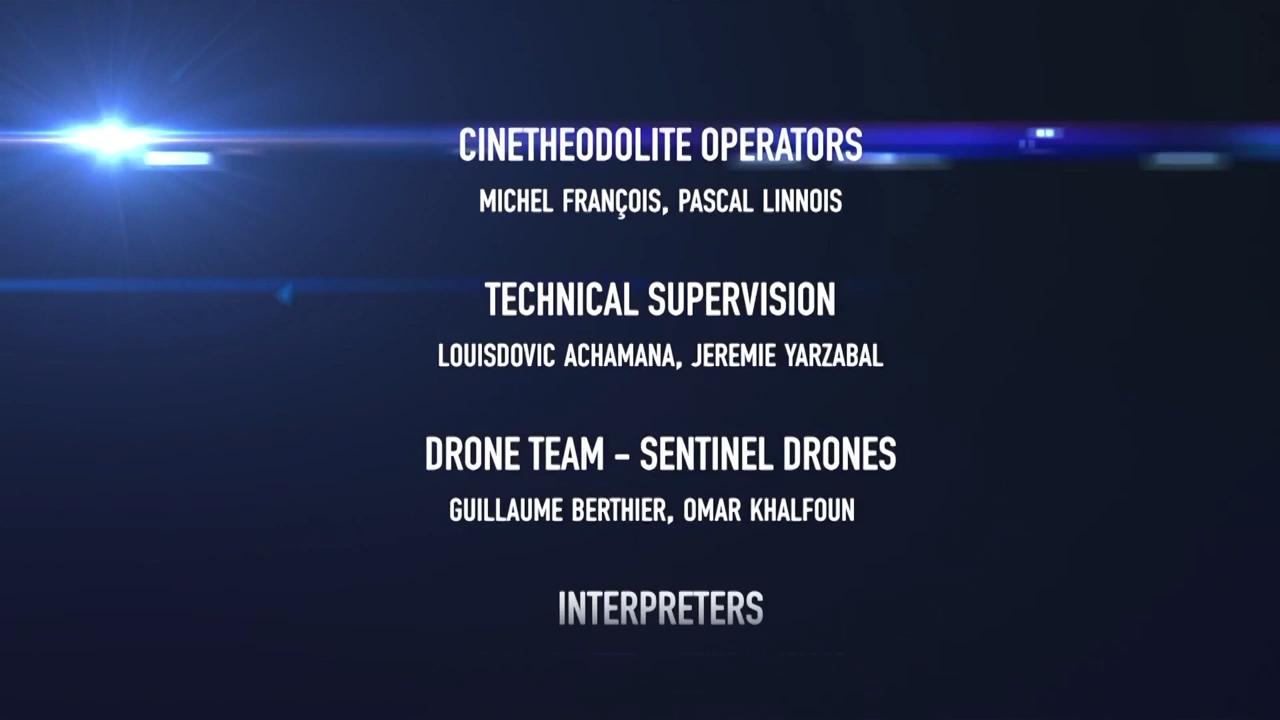 CINETHEODOLITE OPERATORS
MICHEL FRANÇOIS, PASCAL LINNOIS
TECHNICAL SUPERVISION
LOUISDOVIC ACHAMANA, JEREMIE YARZABAL
DRONE TEAM – SENTINEL DRONES
GUILLAUME BERTHIER, OMAR KHALFOUN
INTERPRETERS